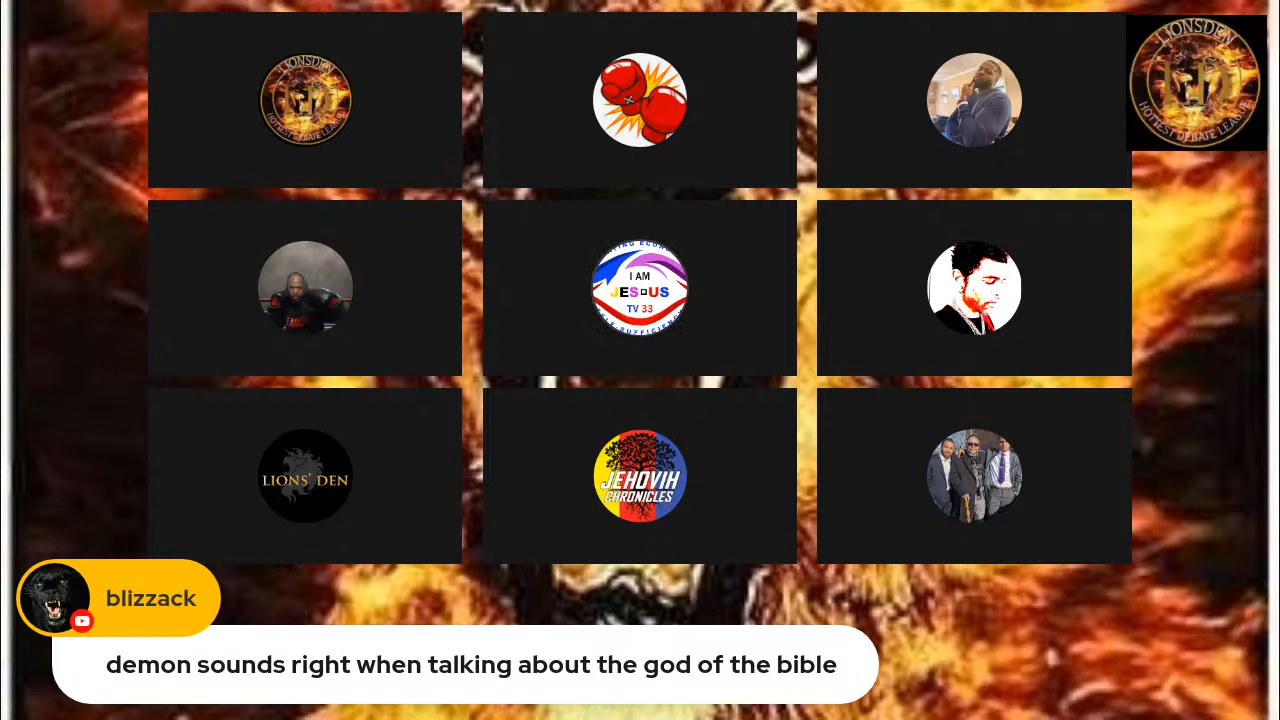 LIONSDEN
HOTTEST DEBATE LEAGUE
LIONSDEN
HOTTEST DEBATE LEAGUE
I AM
JESUS
TV 33
LIONS' DEN
JEHOVIH
CHRONICLES
blizzack
demon sounds right when talking about the god of the bible